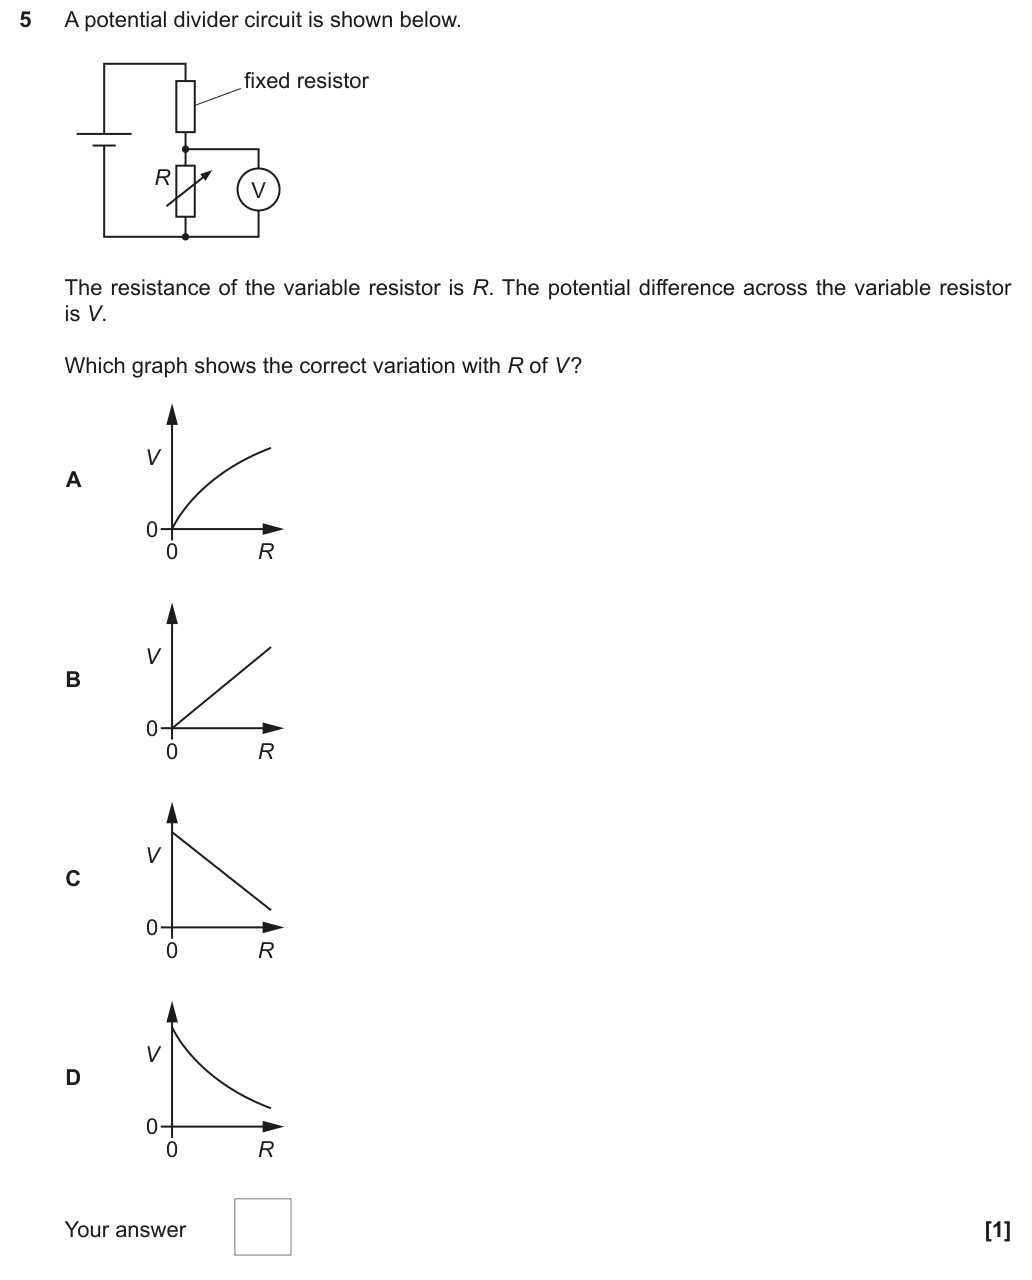 5 A potential divider circuit is shown below.
fixed resistor
R
V
The resistance of the variable resistor is R. The potential difference across the variable resistor
is V.
Which graph shows the correct variation with R of V?
A
V
0
0 R
B
V
0
0 R
C
V
0
0 R
D
V
0
0 R
Your answer [1]